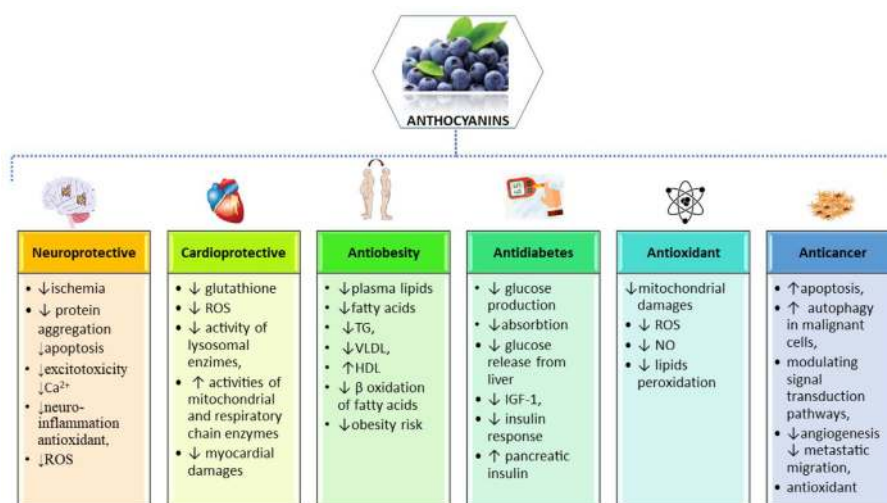 ANTHOCYANINS
Neuroprotective
• ↓ischemia
• ↓ protein
aggregation
↓apoptosis
• ↓excitotoxicity
↓Ca²⁺
• ↓neuro-
inflammation
antioxidant,
• ↓ROS
Cardioprotective
• ↓ glutathione
• ↓ ROS
• ↓ activity of
lysosomal
enzimes,
• ↑ activities of
mitochondrial
and respiratory
chain enzymes
• ↓ myocardial
damages
Antiobesity
• ↓plasma lipids
• ↓fatty acids
• ↓TG,
• ↓VLDL,
• ↑HDL
• ↓ β oxidation
of fatty acids
• ↓obesity risk
Antidiabetes
• ↓ glucose
production
• ↓absorbtion
• ↓ glucose
release from
liver
• ↓ IGF-1,
• ↓ insulin
response
• ↑ pancreatic
insulin
Antioxidant
↓mitochondrial
damages
• ↓ ROS
• ↓ NO
• ↓ lipids
peroxidation
Anticancer
• ↑apoptosis,
• ↑ autophagy
in malignant
cells,
• modulating
signal
transduction
pathways,
• ↓angiogenesis
↓ metastatic
migration,
• antioxidant